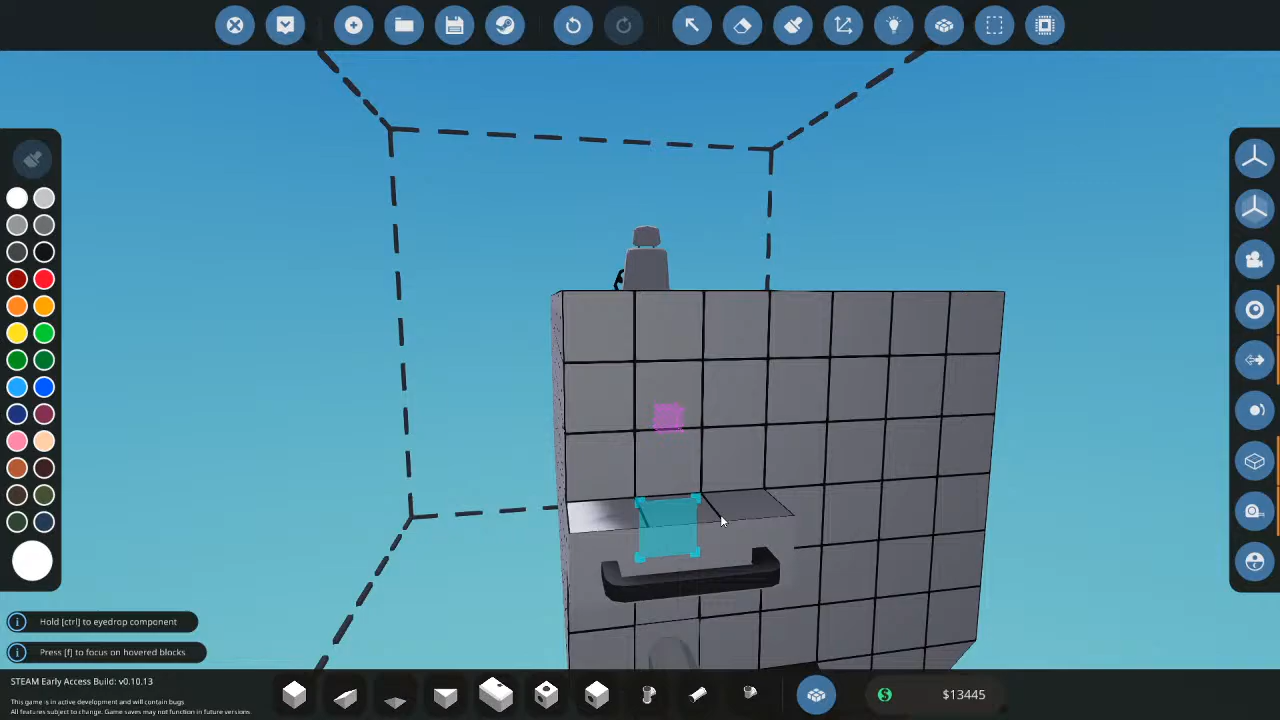 Hold [ctrl] to eyedrop component
Press [f] to focus on hovered blocks
STEAM Early Access Build: v0.10.13
This game is in active development and will contain bugs
All features subject to change. Game saves may not function in future versions
$13445